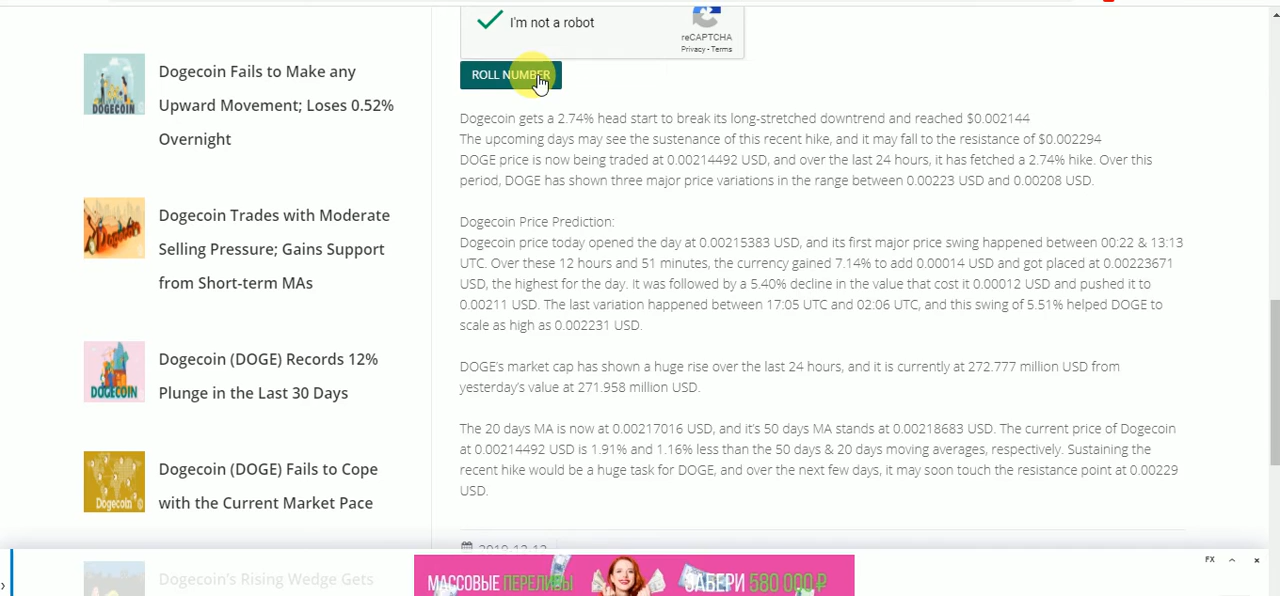 I'm not a robot
reCAPTCHA
Privacy - Terms
ROLL NUMBER
Dogecoin Fails to Make any
Upward Movement; Loses 0.52%
Overnight
Dogecoin Trades with Moderate
Selling Pressure; Gains Support
from Short-term MAs
Dogecoin (DOGE) Records 12%
Plunge in the Last 30 Days
Dogecoin (DOGE) Fails to Cope
with the Current Market Pace
Dogecoin's Rising Wedge Gets
DOGECOIN
Dogecoin
DOGECOIN
Dogecoin
Dogecoin gets a 2.74% head start to break its long-stretched downtrend and reached $0.002144
The upcoming days may see the sustenance of this recent hike, and it may fall to the resistance of $0.002294
DOGE price is now being traded at 0.00214492 USD, and over the last 24 hours, it has fetched a 2.74% hike. Over this
period, DOGE has shown three major price variations in the range between 0.00223 USD and 0.00208 USD.
Dogecoin Price Prediction:
Dogecoin price today opened the day at 0.00215383 USD, and its first major price swing happened between 00:22 & 13:13
UTC. Over these 12 hours and 51 minutes, the currency gained 7.14% to add 0.00014 USD and got placed at 0.00223671
USD, the highest for the day. it was followed by a 5.40% decline in the value that cost it 0.00012 USD and pushed it to
0.00211 USD. The last variation happened between 17:05 UTC and 02:06 UTC, and this swing of 5.51% helped DOGE to
scale as high as 0.002231 USD.
DOGE's market cap has shown a huge rise over the last 24 hours, and it is currently at 272.777 million USD from
yesterday's value at 271.958 million USD.
The 20 days MA is now at 0.00217016 USD, and it's 50 days MA stands at 0.00218683 USD. The current price of Dogecoin
at 0.00214492 USD is 1.91% and 1.16% less than the 50 days & 20 days moving averages, respectively. Sustaining the
recent hike would be a huge task for DOGE, and over the next few days, it may soon touch the resistance point at 0.00229
USD.
FX
МАССОВЫЕ ПЕРЕЛИВЫ
ЗАБЕРИ 580 000 ₽